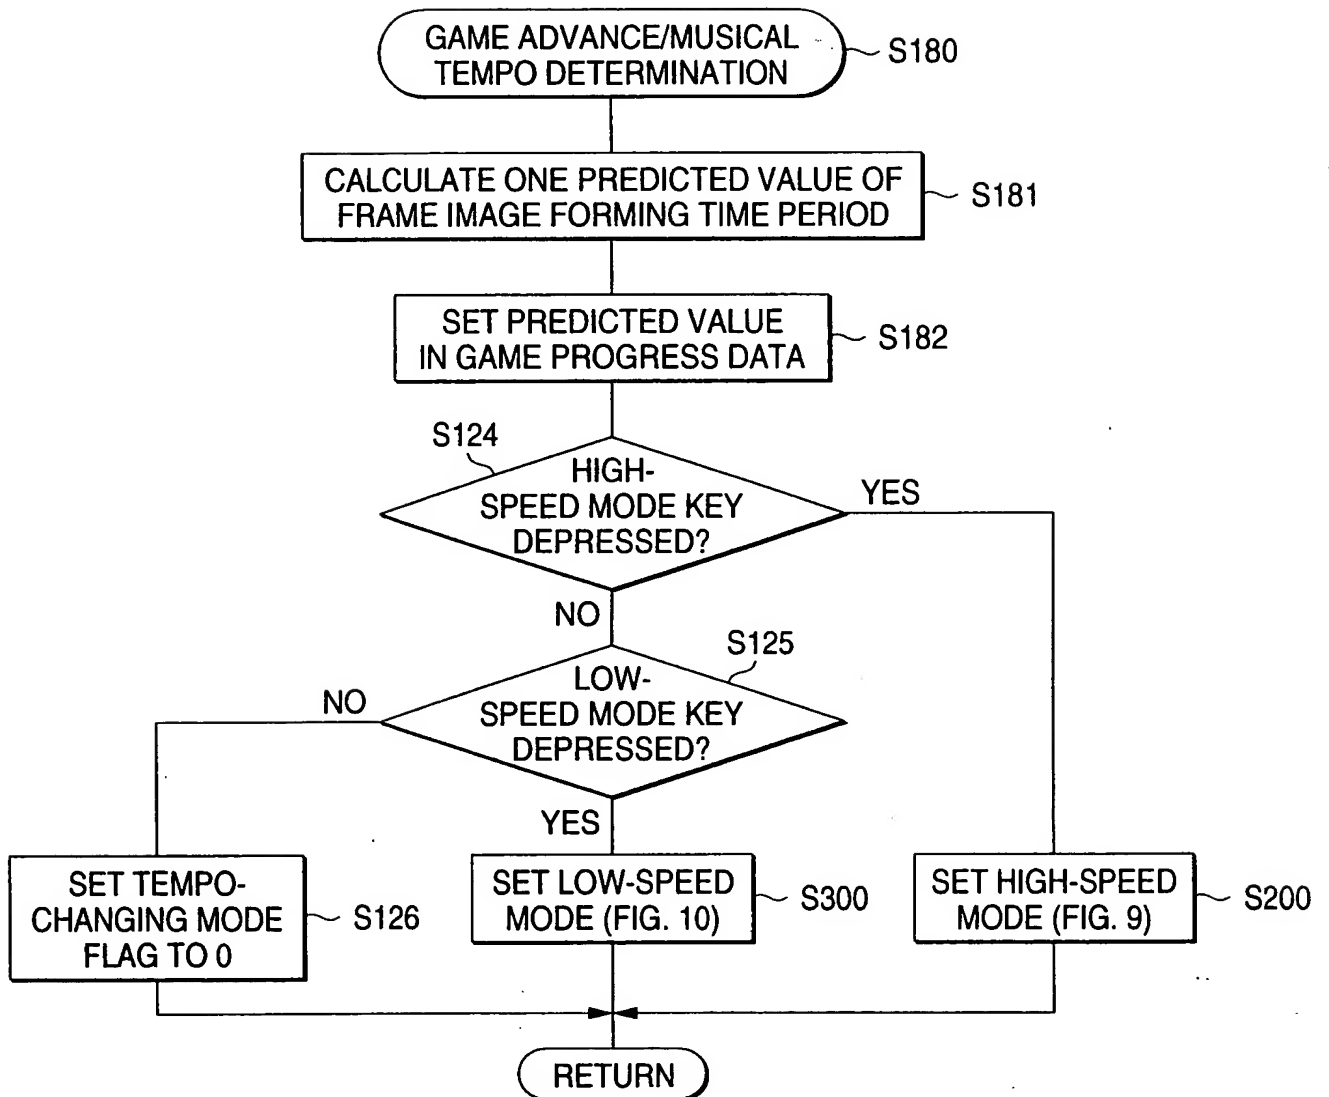 GAME ADVANCE/MUSICAL
TEMPO DETERMINATION
S180
CALCULATE ONE PREDICTED VALUE OF
FRAME IMAGE FORMING TIME PERIOD
S181
SET PREDICTED VALUE
IN GAME PROGRESS DATA
S182
S124
HIGH-
SPEED MODE KEY
DEPRESSED?
YES
NO
S125
LOW-
SPEED MODE KEY
DEPRESSED?
NO
YES
SET TEMPO-
CHANGING MODE
FLAG TO 0
S126
SET LOW-SPEED
MODE (FIG. 10)
S300
SET HIGH-SPEED
MODE (FIG. 9)
S200
RETURN